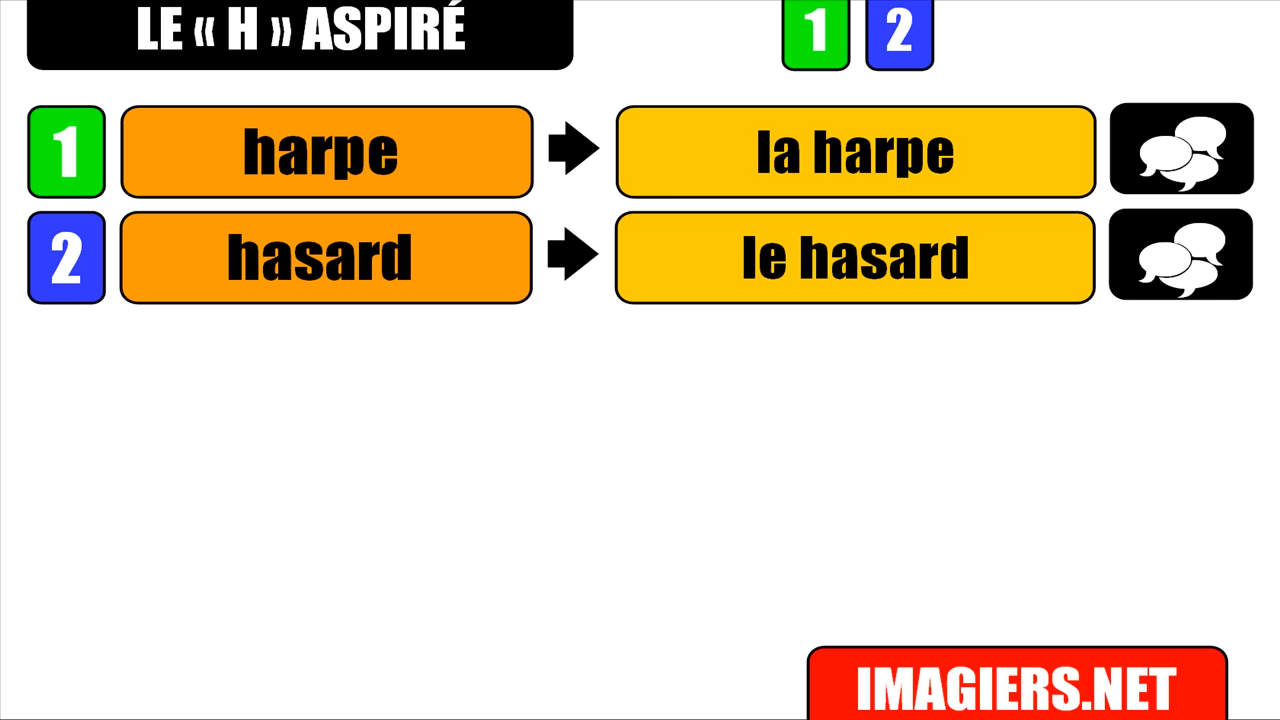 LE « H » ASPIRÉ
1 2
1 harpe la harpe
2 hasard le hasard
IMAGIERS.NET